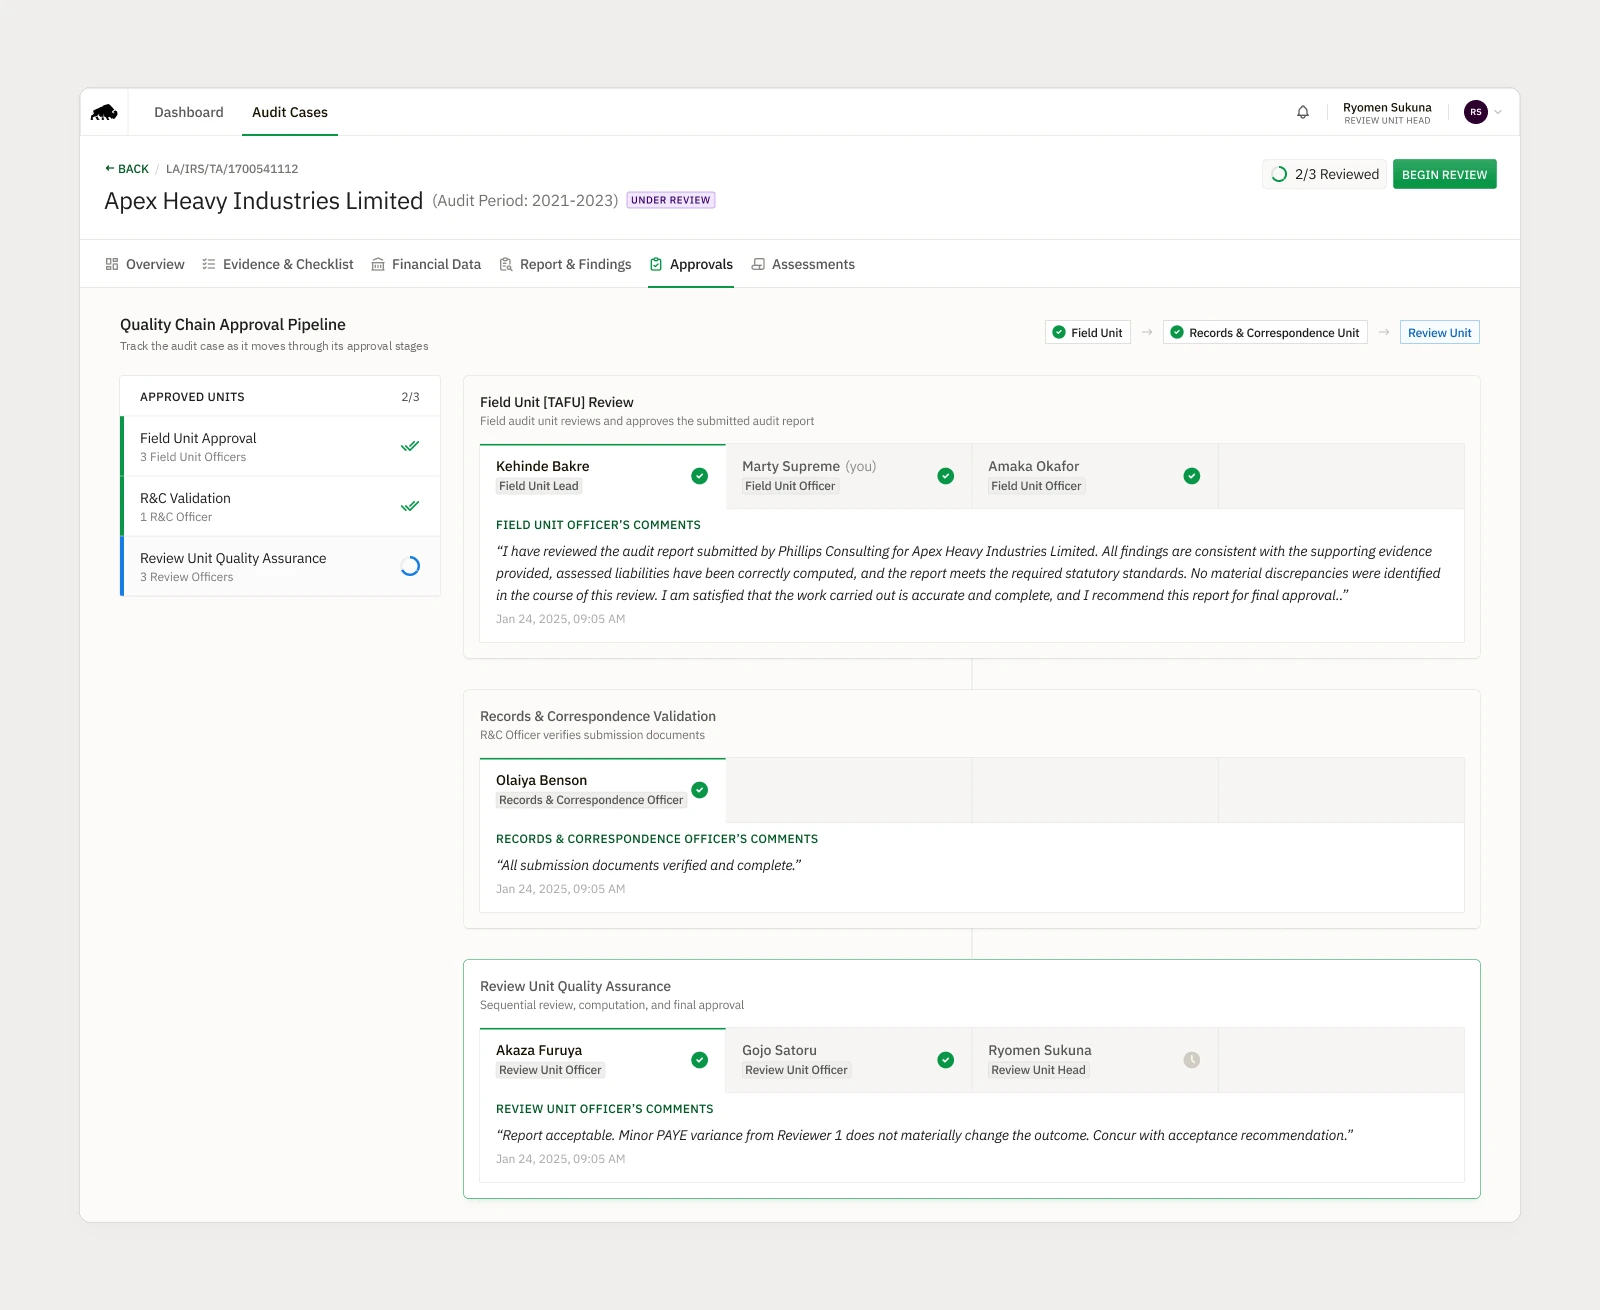 Dashboard
Audit Cases
Ryomen Sukuna
REVIEW UNIT HEAD
RS
← BACK / LA/IRS/TA/1700541112
Apex Heavy Industries Limited (Audit Period: 2021-2023) UNDER REVIEW
2/3 Reviewed
BEGIN REVIEW
Overview
Evidence & Checklist
Financial Data
Report & Findings
Approvals
Assessments
Quality Chain Approval Pipeline
Track the audit case as it moves through its approval stages
Field Unit → Records & Correspondence Unit → Review Unit
APPROVED UNITS 2/3
Field Unit Approval
3 Field Unit Officers
R&C Validation
1 R&C Officer
Review Unit Quality Assurance
3 Review Officers
Field Unit [TAFU] Review
Field audit unit reviews and approves the submitted audit report
Kehinde Bakre
Field Unit Lead
Marty Supreme (you)
Field Unit Officer
Amaka Okafor
Field Unit Officer
FIELD UNIT OFFICER’S COMMENTS
“I have reviewed the audit report submitted by Phillips Consulting for Apex Heavy Industries Limited. All findings are consistent with the supporting evidence
provided, assessed liabilities have been correctly computed, and the report meets the required statutory standards. No material discrepancies were identified
in the course of this review. I am satisfied that the work carried out is accurate and complete, and I recommend this report for final approval..”
Jan 24, 2025, 09:05 AM
Records & Correspondence Validation
R&C Officer verifies submission documents
Olaiya Benson
Records & Correspondence Officer
RECORDS & CORRESPONDENCE OFFICER’S COMMENTS
“All submission documents verified and complete.”
Jan 24, 2025, 09:05 AM
Review Unit Quality Assurance
Sequential review, computation, and final approval
Akaza Furuya
Review Unit Officer
Gojo Satoru
Review Unit Officer
Ryomen Sukuna
Review Unit Head
REVIEW UNIT OFFICER’S COMMENTS
“Report acceptable. Minor PAYE variance from Reviewer 1 does not materially change the outcome. Concur with acceptance recommendation.”
Jan 24, 2025, 09:05 AM